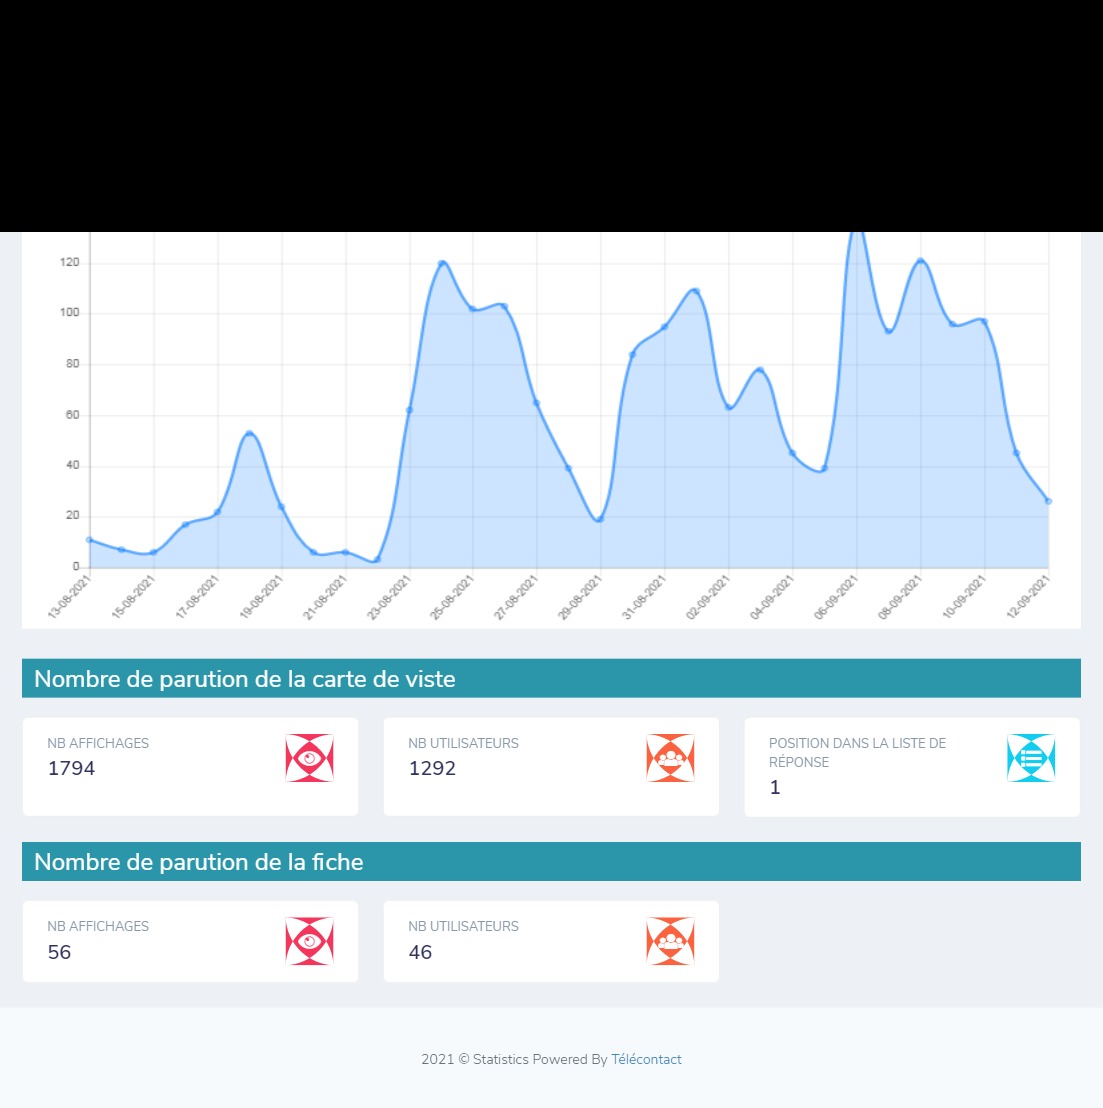 120
100
80
60
40
20
0
13-08-2021 15-08-2021 17-08-2021 19-08-2021 21-08-2021 23-08-2021 25-08-2021 27-08-2021 29-08-2021 31-08-2021 02-09-2021 04-09-2021 06-09-2021 08-09-2021 10-09-2021 12-09-2021
Nombre de parution de la carte de viste
NB AFFICHAGES
1794
NB UTILISATEURS
1292
POSITION DANS LA LISTE DE
RÉPONSE
1
Nombre de parution de la fiche
NB AFFICHAGES
56
NB UTILISATEURS
46
2021 © Statistics Powered By Télécontact